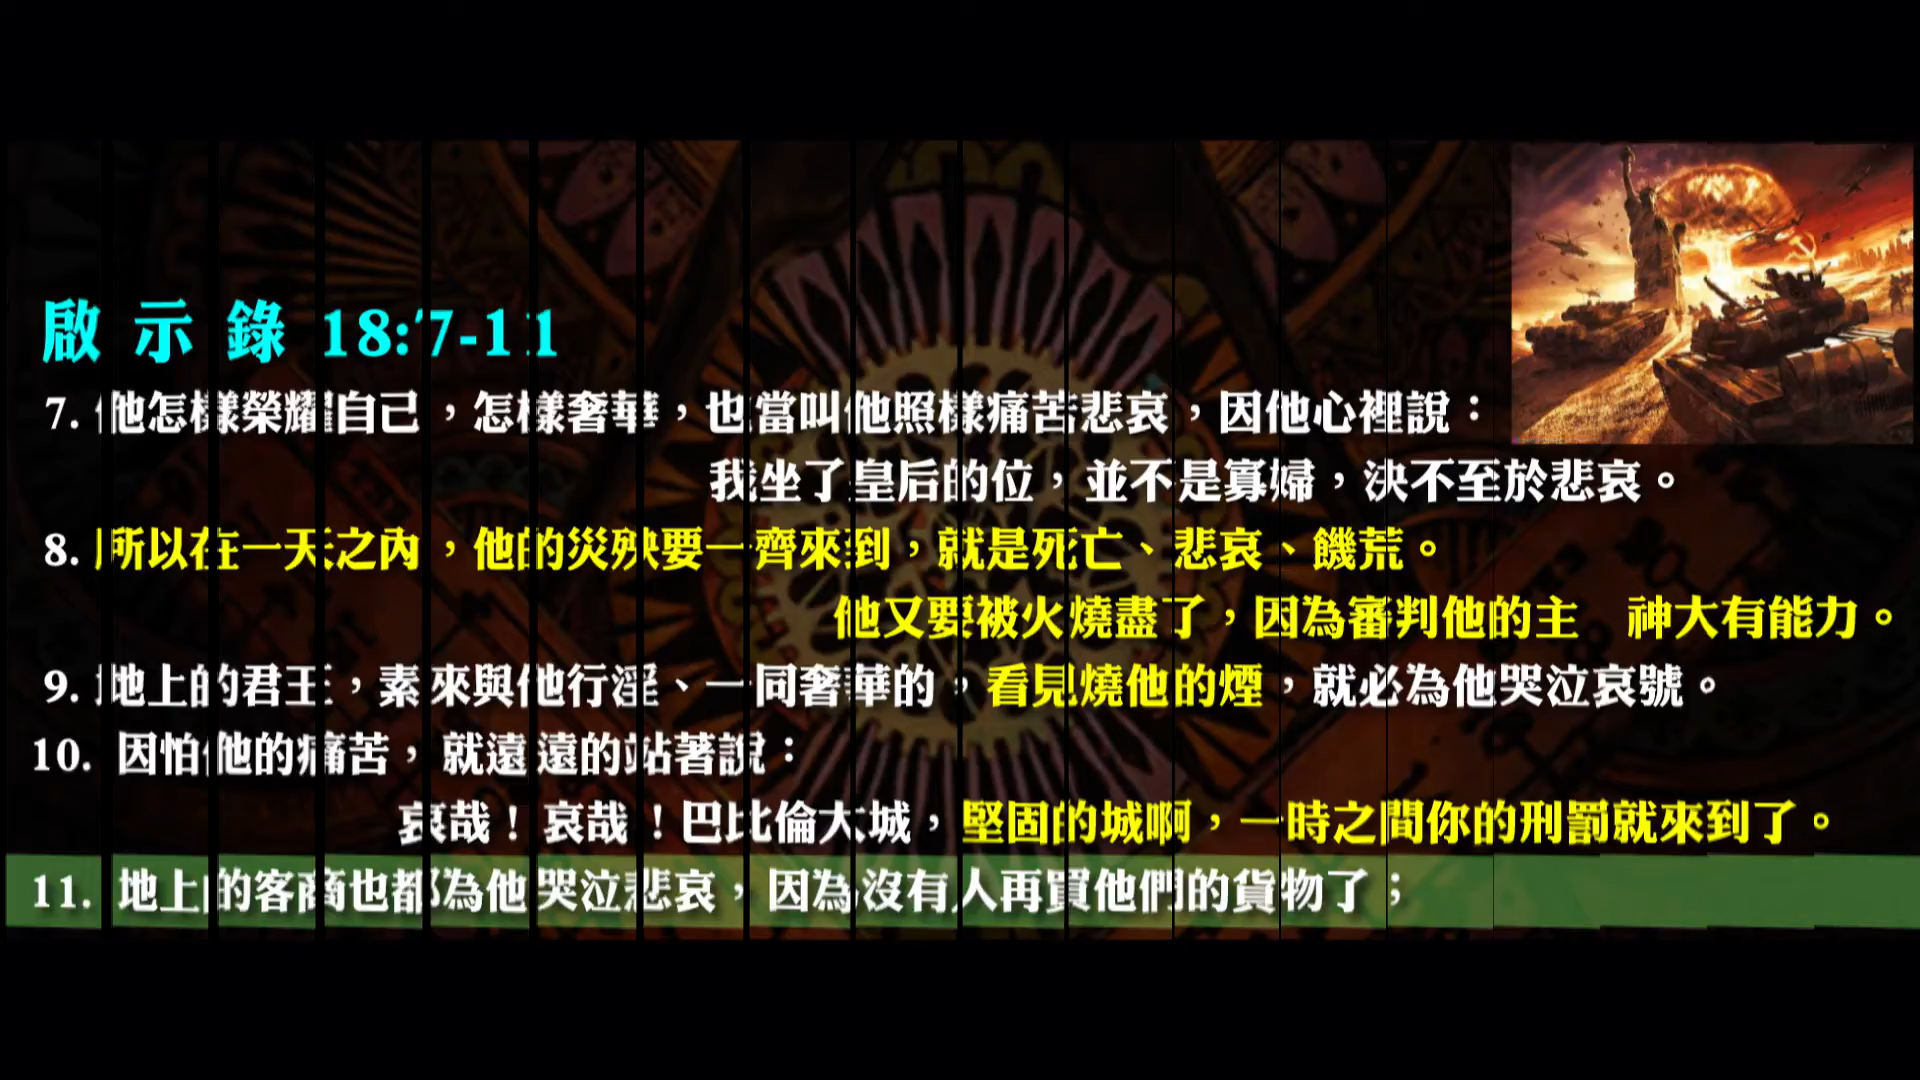 啟示錄 18:7-11
7. 他怎樣榮耀自己，怎樣奢華，也當叫他照樣痛苦悲哀，因他心裡說：
我坐了皇后的位，並不是寡婦，決不至於悲哀。
8. 所以在一天之內，他的災殃要一齊來到，就是死亡、悲哀、饑荒。
他又要被火燒盡了，因為審判他的主　神大有能力。
9. 地上的君王，素來與他行淫、一同奢華的，看見燒他的煙，就必為他哭泣哀號。
10. 因怕他的痛苦，就遠遠的站著說：
哀哉！哀哉！巴比倫大城，堅固的城啊，一時之間你的刑罰就來到了。
11. 地上的客商也都為他哭泣悲哀，因為沒有人再買他們的貨物了；